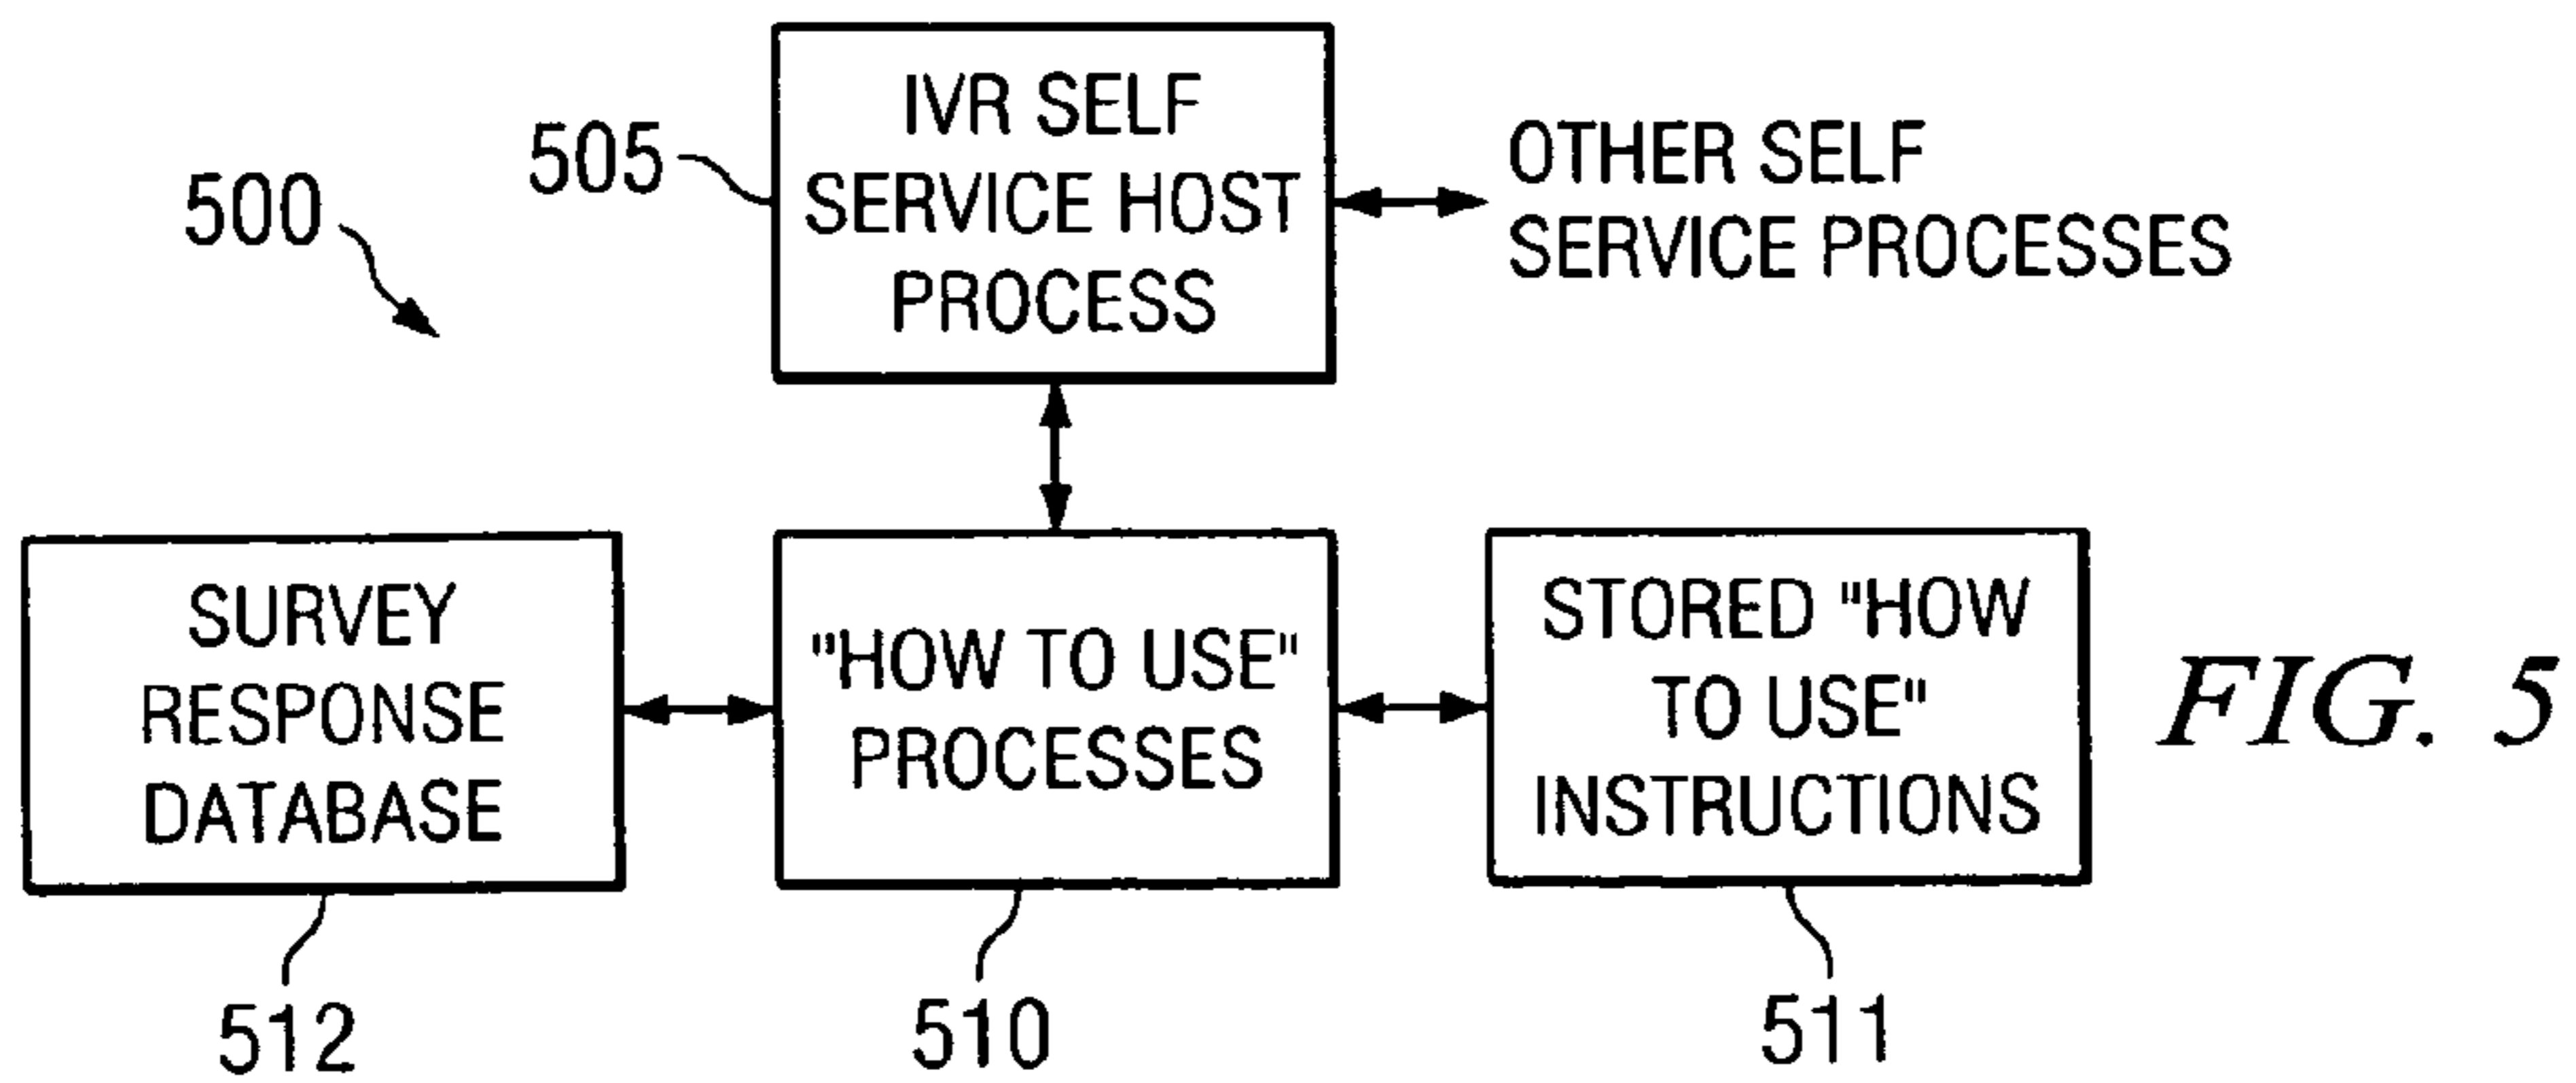 IVR SELF
SERVICE HOST
PROCESS
505
500
OTHER SELF
SERVICE PROCESSES
SURVEY
RESPONSE
DATABASE
512
"HOW TO USE"
PROCESSES
510
STORED "HOW
TO USE"
INSTRUCTIONS
511
FIG. 5